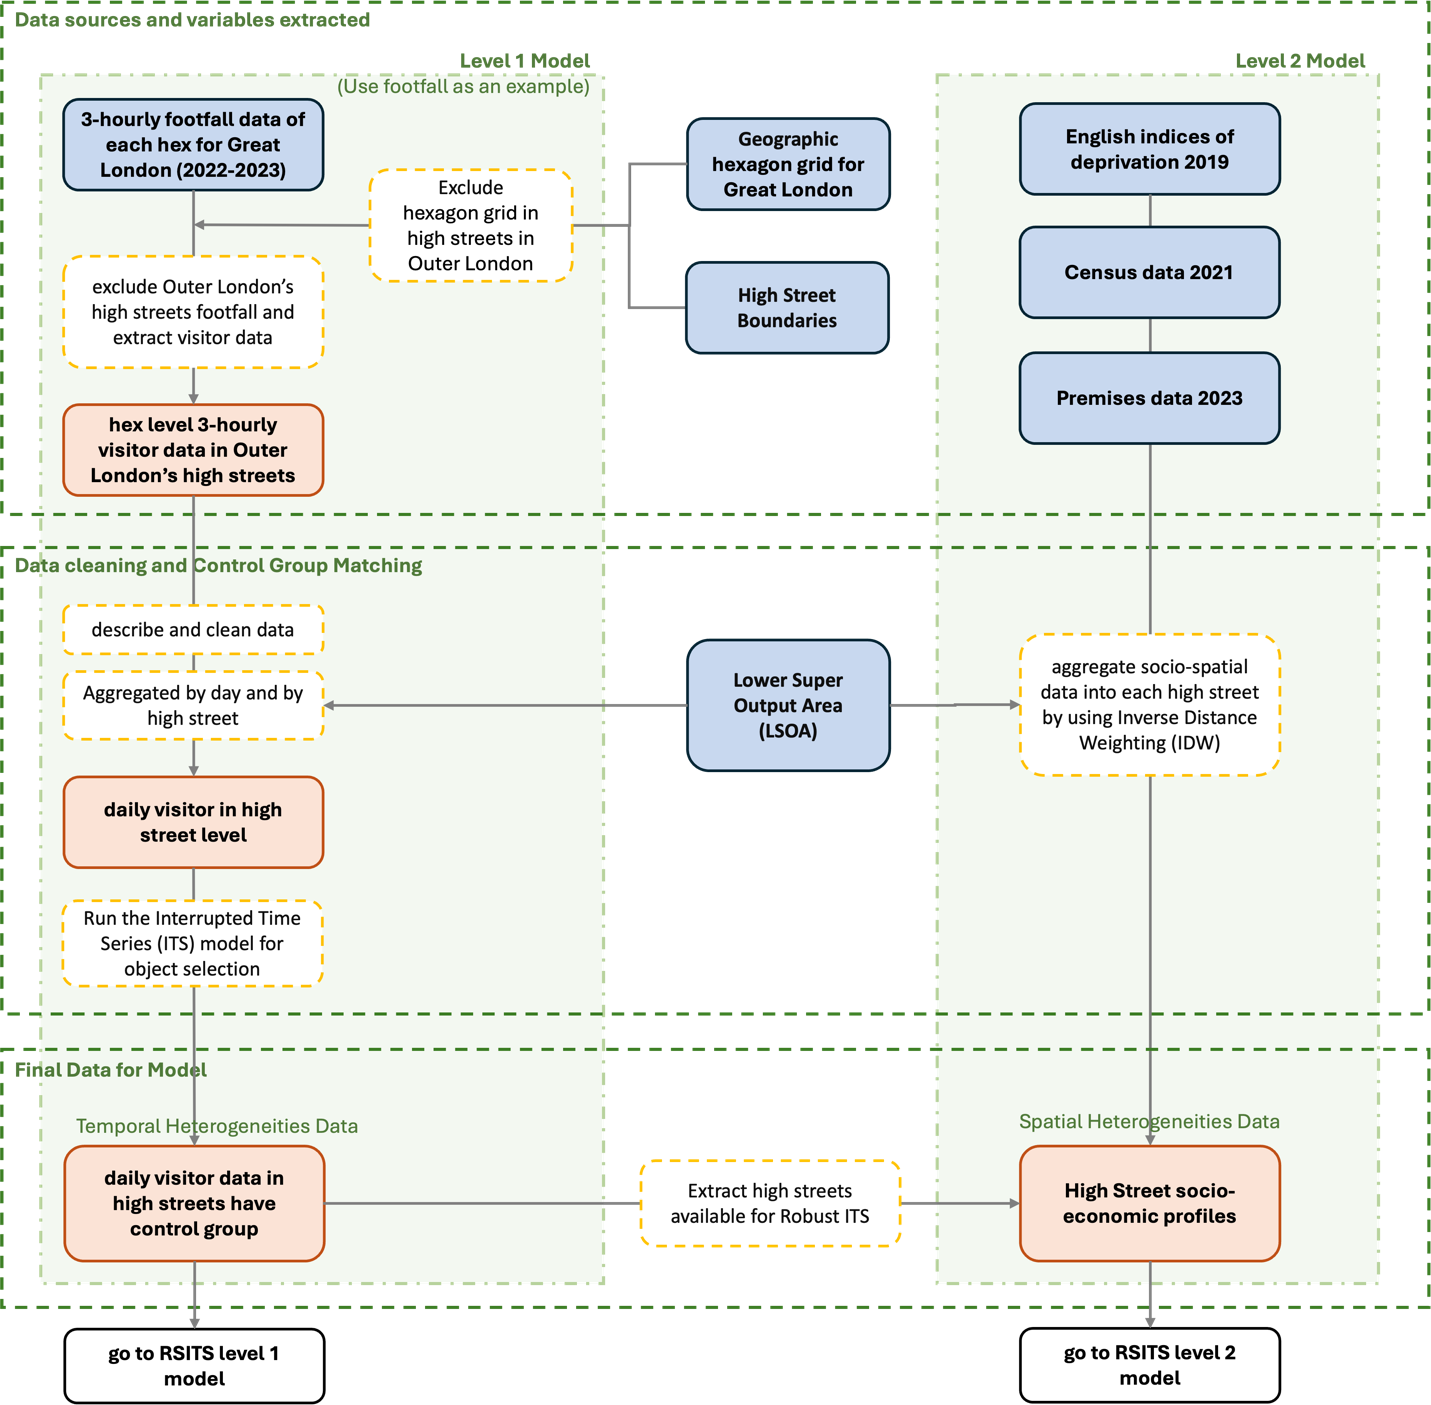 Data sources and variables extracted
Level 1 Model
(Use footfall as an example)
Level 2 Model
3-hourly footfall data of
each hex for Great
London (2022-2023)
Exclude
hexagon grid in
high streets in
Outer London
Geographic
hexagon grid for
Great London
High Street
Boundaries
English indices of
deprivation 2019
Census data 2021
Premises data 2023
exclude Outer London's
high streets footfall and
extract visitor data
hex level 3-hourly
visitor data in Outer
London's high streets
Data cleaning and Control Group Matching
describe and clean data
Aggregated by day and by
high street
Lower Super
Output Area
(LSOA)
aggregate socio-spatial
data into each high street
by using Inverse Distance
Weighting (IDW)
daily visitor in high
street level
Run the Interrupted Time
Series (ITS) model for
object selection
Final Data for Model
Temporal Heterogeneities Data
Spatial Heterogeneities Data
daily visitor data in
high streets have
control group
Extract high streets
available for Robust ITS
High Street socio-
economic profiles
go to RSITS level 1
model
go to RSITS level 2
model